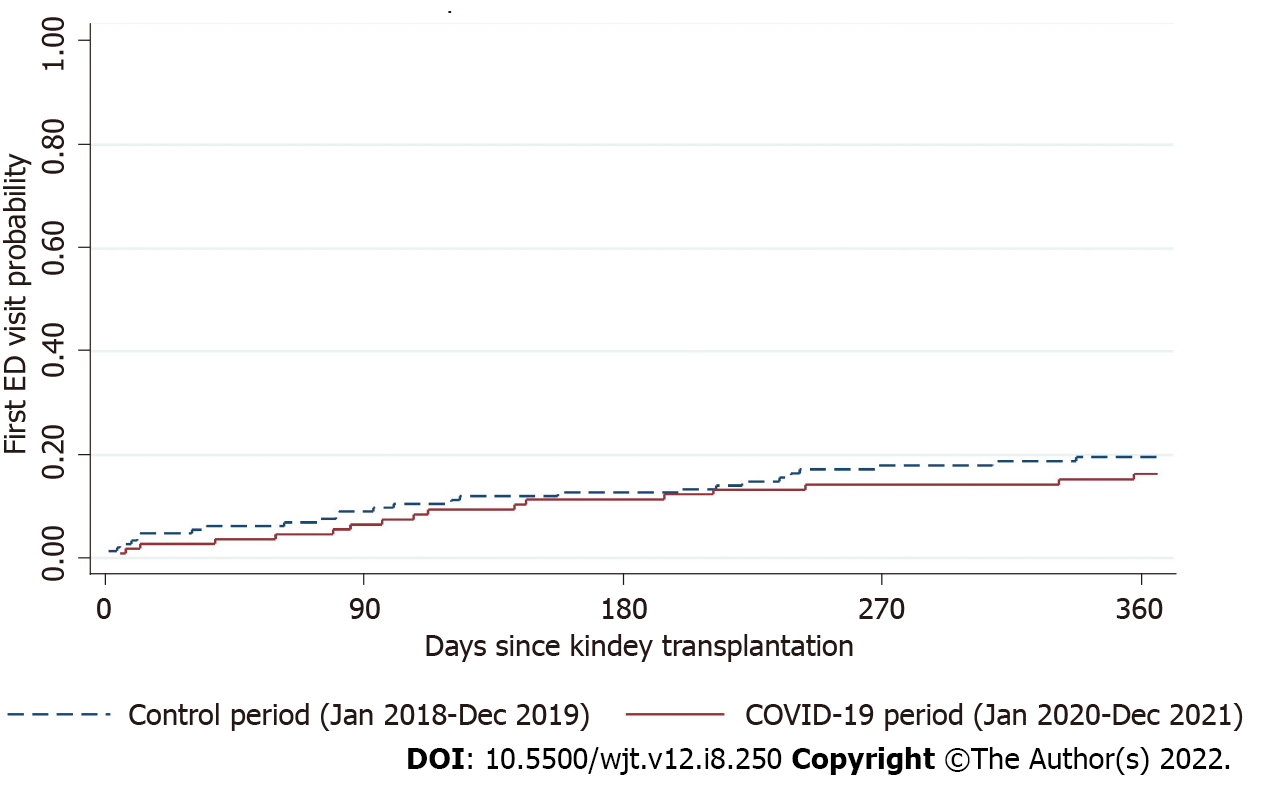 First ED visit probability
1.00
0.80
0.60
0.40
0.20
0.00
0 90 180 270 360
Days since kindey transplantation
Control period (Jan 2018-Dec 2019) COVID-19 period (Jan 2020-Dec 2021)
DOI: 10.5500/wjt.v12.i8.250 Copyright ©The Author(s) 2022.